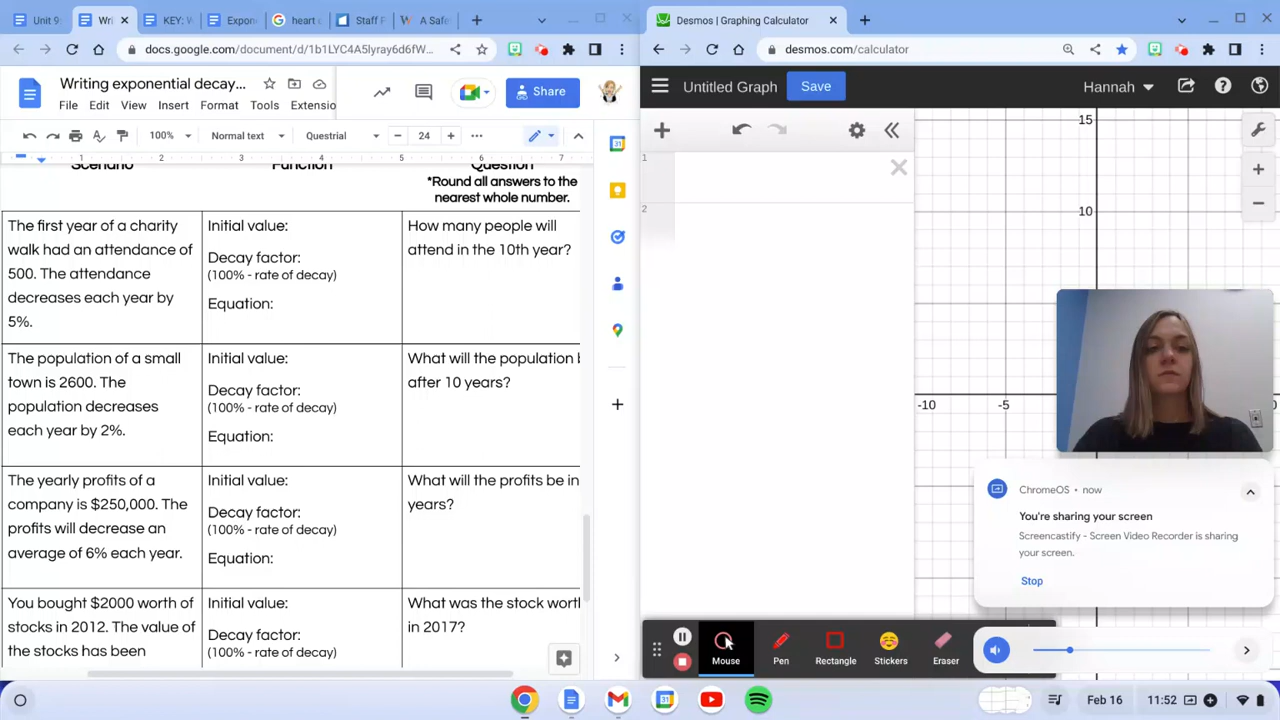 Unit 9
Wri
KEY: W
Expone
heart c
Staff F
A Safe
Desmos | Graphing Calculator
docs.google.com/document/d/1b1LYC4A5lyray6d6fW...
desmos.com/calculator
Writing exponential decay...
File Edit View Insert Format Tools Extensio
Share
Untitled Graph
Save
Hannah
100%
Normal text
Questrial
24
1 2 3 4 5 6 7
Scenario
Function
Question
*Round all answers to the
nearest whole number.
The first year of a charity
walk had an attendance of
500. The attendance
decreases each year by
5%.
Initial value:
Decay factor:
(100% - rate of decay)
Equation:
How many people will
attend in the 10th year?
The population of a small
town is 2600. The
population decreases
each year by 2%.
Initial value:
Decay factor:
(100% - rate of decay)
Equation:
What will the population b
after 10 years?
The yearly profits of a
company is $250,000. The
profits will decrease an
average of 6% each year.
Initial value:
Decay factor:
(100% - rate of decay)
Equation:
What will the profits be in
years?
You bought $2000 worth of
stocks in 2012. The value of
the stocks has been
Initial value:
Decay factor:
(100% - rate of decay)
What was the stock wort
in 2017?
31
1
2
15
10
-10
-5
0
ChromeOS • now
You're sharing your screen
Screencastify - Screen Video Recorder is sharing
your screen.
Stop
Mouse
Pen
Rectangle
Stickers
Eraser
31
Feb 16
11:52